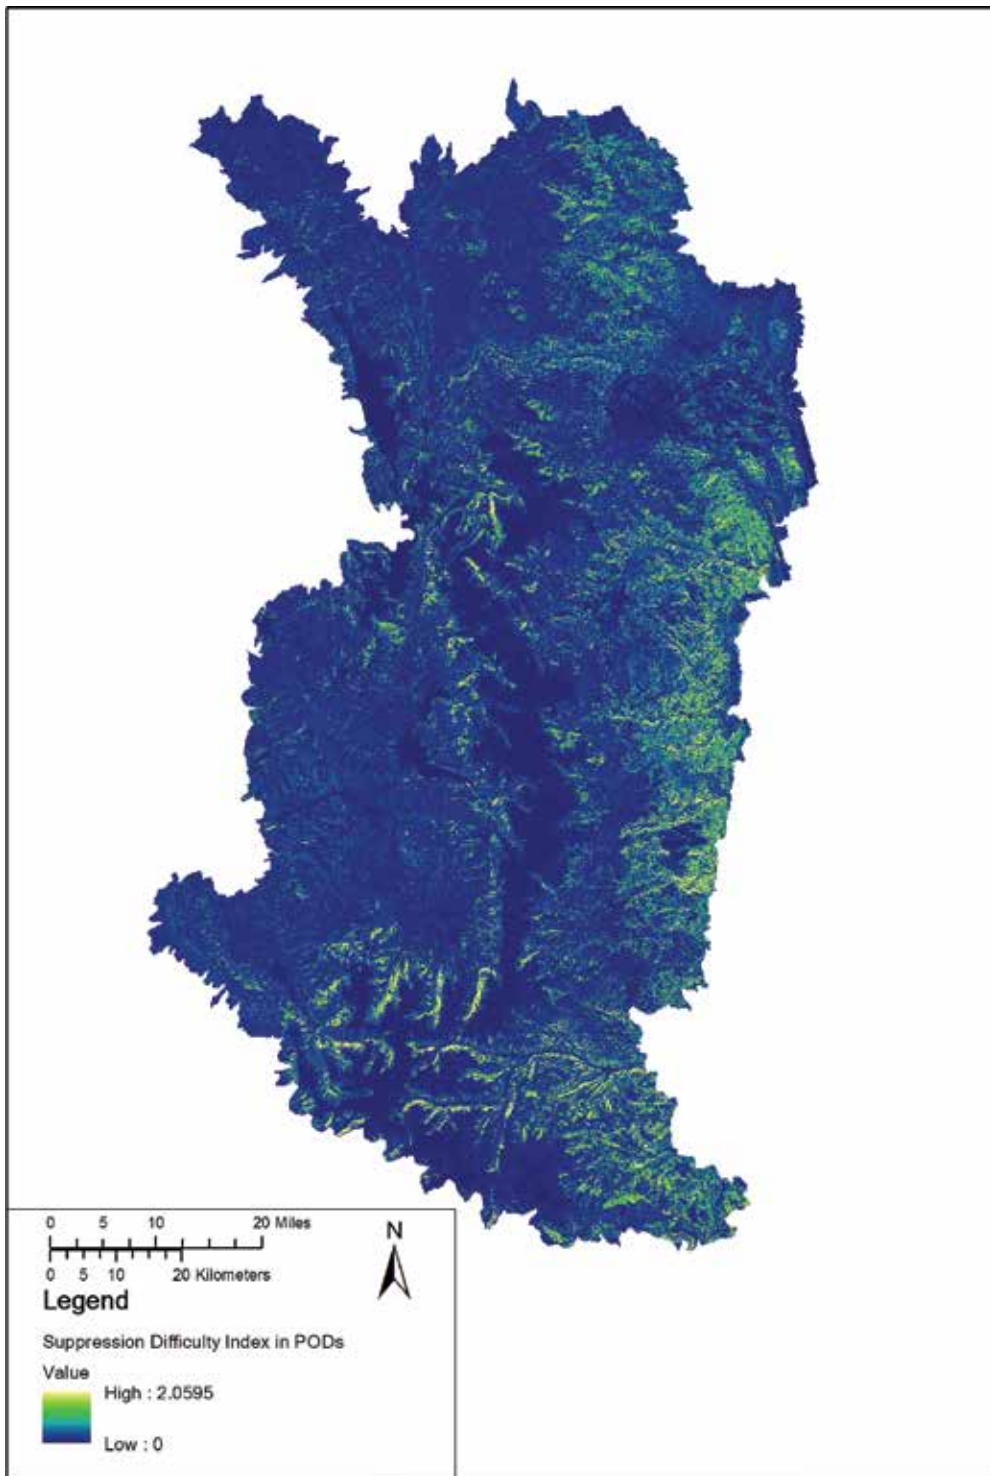 0 5 10 20 Miles
0 5 10 20 Kilometers
N
Legend
Suppression Difficulty Index in PODs
Value
High : 2.0595
Low : 0